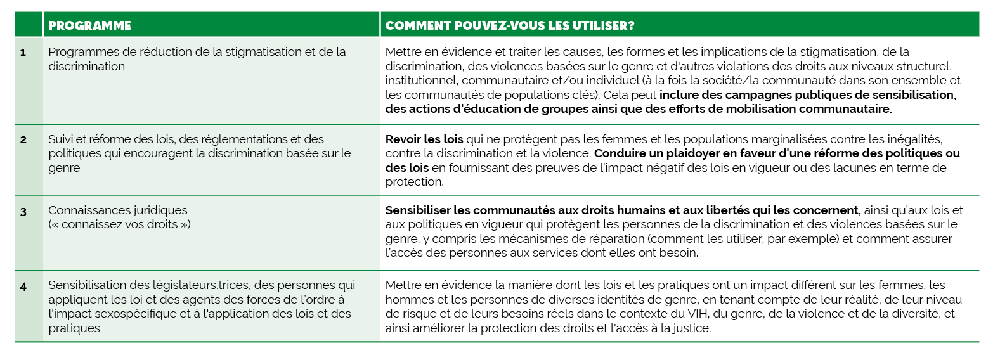 PROGRAMME
COMMENT POUVEZ-VOUS LES UTILISER?
1
Programmes de réduction de la stigmatisation et de la
discrimination
Mettre en évidence et traiter les causes, les formes et les implications de la stigmatisation, de la
discrimination, des violences basées sur le genre et d'autres violations des droits aux niveaux structurel,
institutionnel, communautaire et/ou individuel (à la fois la société/la communauté dans son ensemble et
les communautés de populations clés). Cela peut inclure des campagnes publiques de sensibilisation,
des actions d'éducation de groupes ainsi que des efforts de mobilisation communautaire.
2
Suivi et réforme des lois, des réglementations et des
politiques qui encouragent la discrimination basée sur le
genre
Revoir les lois qui ne protègent pas les femmes et les populations marginalisées contre les inégalités,
contre la discrimination et la violence. Conduire un plaidoyer en faveur d'une réforme des politiques ou
des lois en fournissant des preuves de l'impact négatif des lois en vigueur ou des lacunes en terme de
protection.
3
Connaissances juridiques
(« connaissez vos droits »)
Sensibiliser les communautés aux droits humains et aux libertés qui les concernent, ainsi qu'aux lois et
aux politiques en vigueur qui protègent les personnes de la discrimination et des violences basées sur le
genre, y compris les mécanismes de réparation (comment les utiliser, par exemple) et comment assurer
l'accès des personnes aux services dont elles ont besoin.
4
Sensibilisation des législateurs.trices, des personnes qui
appliquent les loi et des agents des forces de l'ordre à
l'impact sexospécifique et à l'application des lois et des
pratiques
Mettre en évidence la manière dont les lois et les pratiques ont un impact différent sur les femmes, les
hommes et les personnes de diverses identités de genre, en tenant compte de leur réalité, de leur niveau
de risque et de leurs besoins réels dans le contexte du VIH, du genre, de la violence et de la diversité, et
ainsi améliorer la protection des droits et l'accès à la justice.